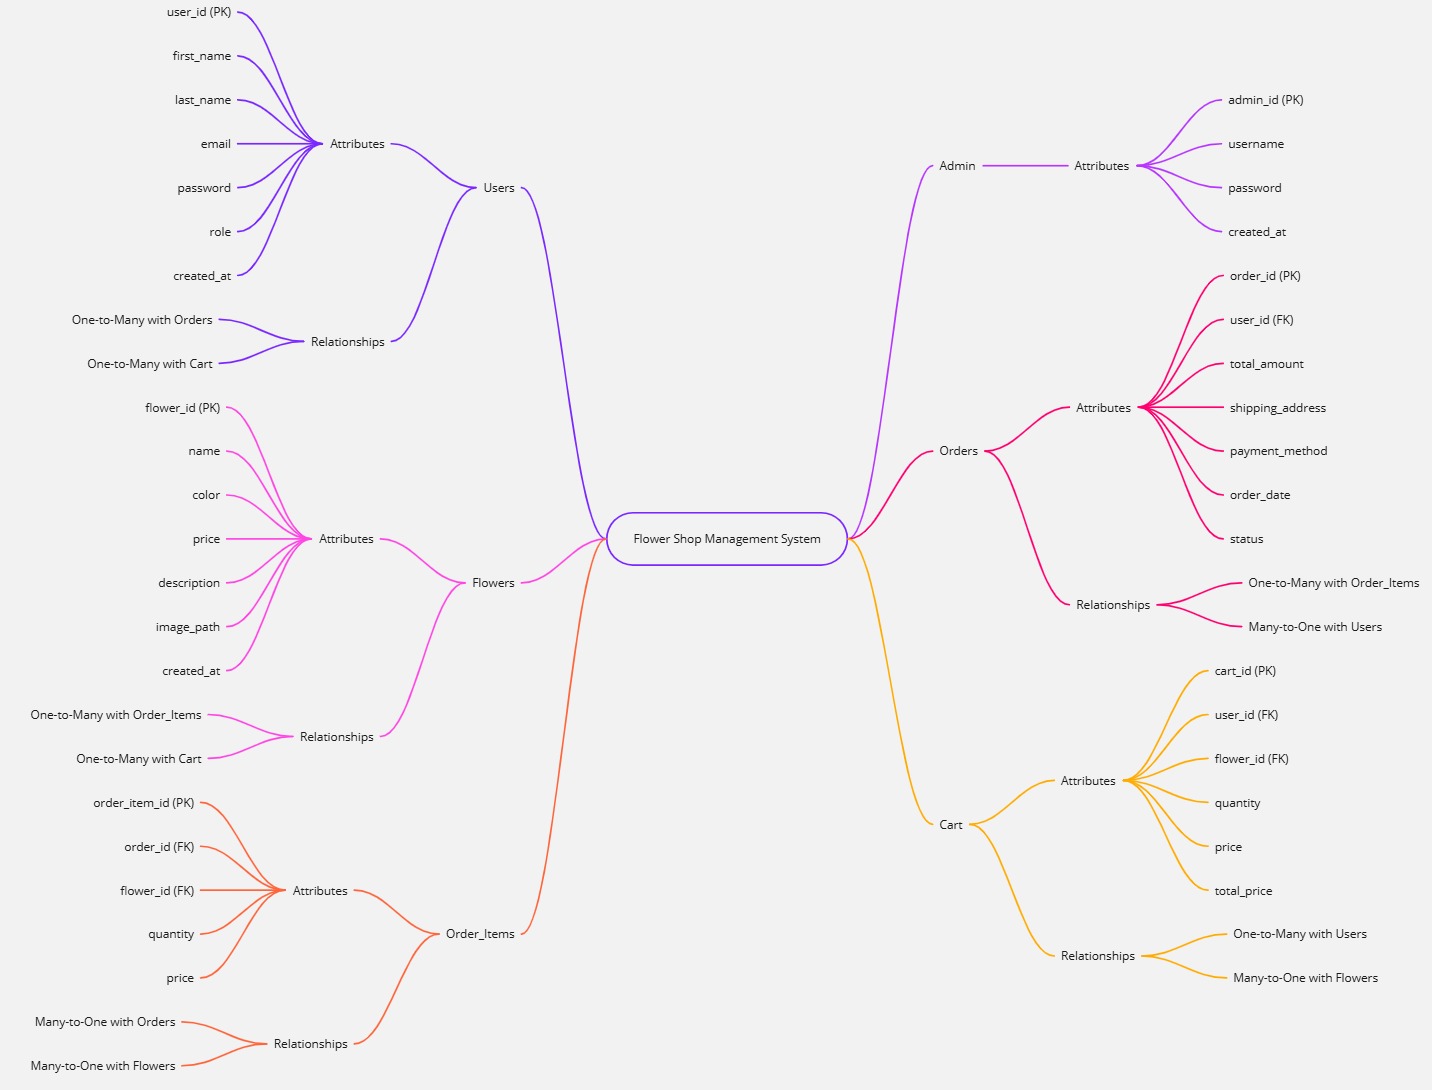 Flower Shop Management System
Users
Attributes
user_id (PK)
first_name
last_name
email
password
role
created_at
Relationships
One-to-Many with Orders
One-to-Many with Cart
Flowers
Attributes
flower_id (PK)
name
color
price
description
image_path
created_at
Relationships
One-to-Many with Order_Items
One-to-Many with Cart
Order_Items
Attributes
order_item_id (PK)
order_id (FK)
flower_id (FK)
quantity
price
Relationships
Many-to-One with Orders
Many-to-One with Flowers
Admin
Attributes
admin_id (PK)
username
password
created_at
Orders
Attributes
order_id (PK)
user_id (FK)
total_amount
shipping_address
payment_method
order_date
status
Relationships
One-to-Many with Order_Items
Many-to-One with Users
Cart
Attributes
cart_id (PK)
user_id (FK)
flower_id (FK)
quantity
price
total_price
Relationships
One-to-Many with Users
Many-to-One with Flowers